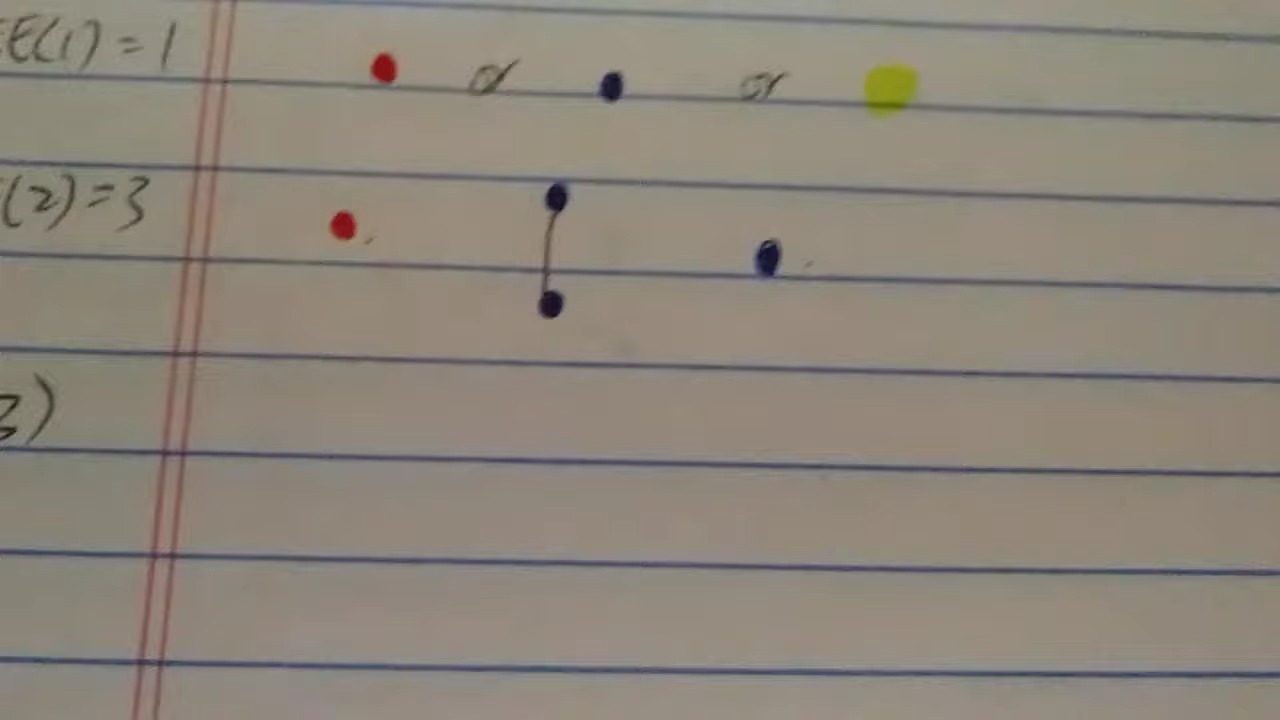 E(1) = 1 or or
(2) = 3
3)